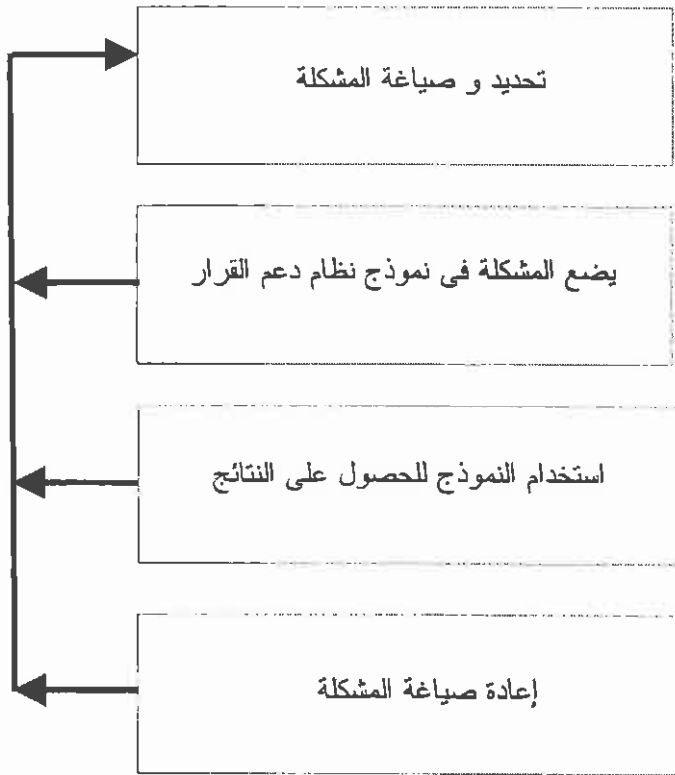 تحديد و صياغة المشكلة
يضع المشكلة فى نموذج نظام دعم القرار
استخدام النموذج للحصول على النتائج
إعادة صياغة المشكلة